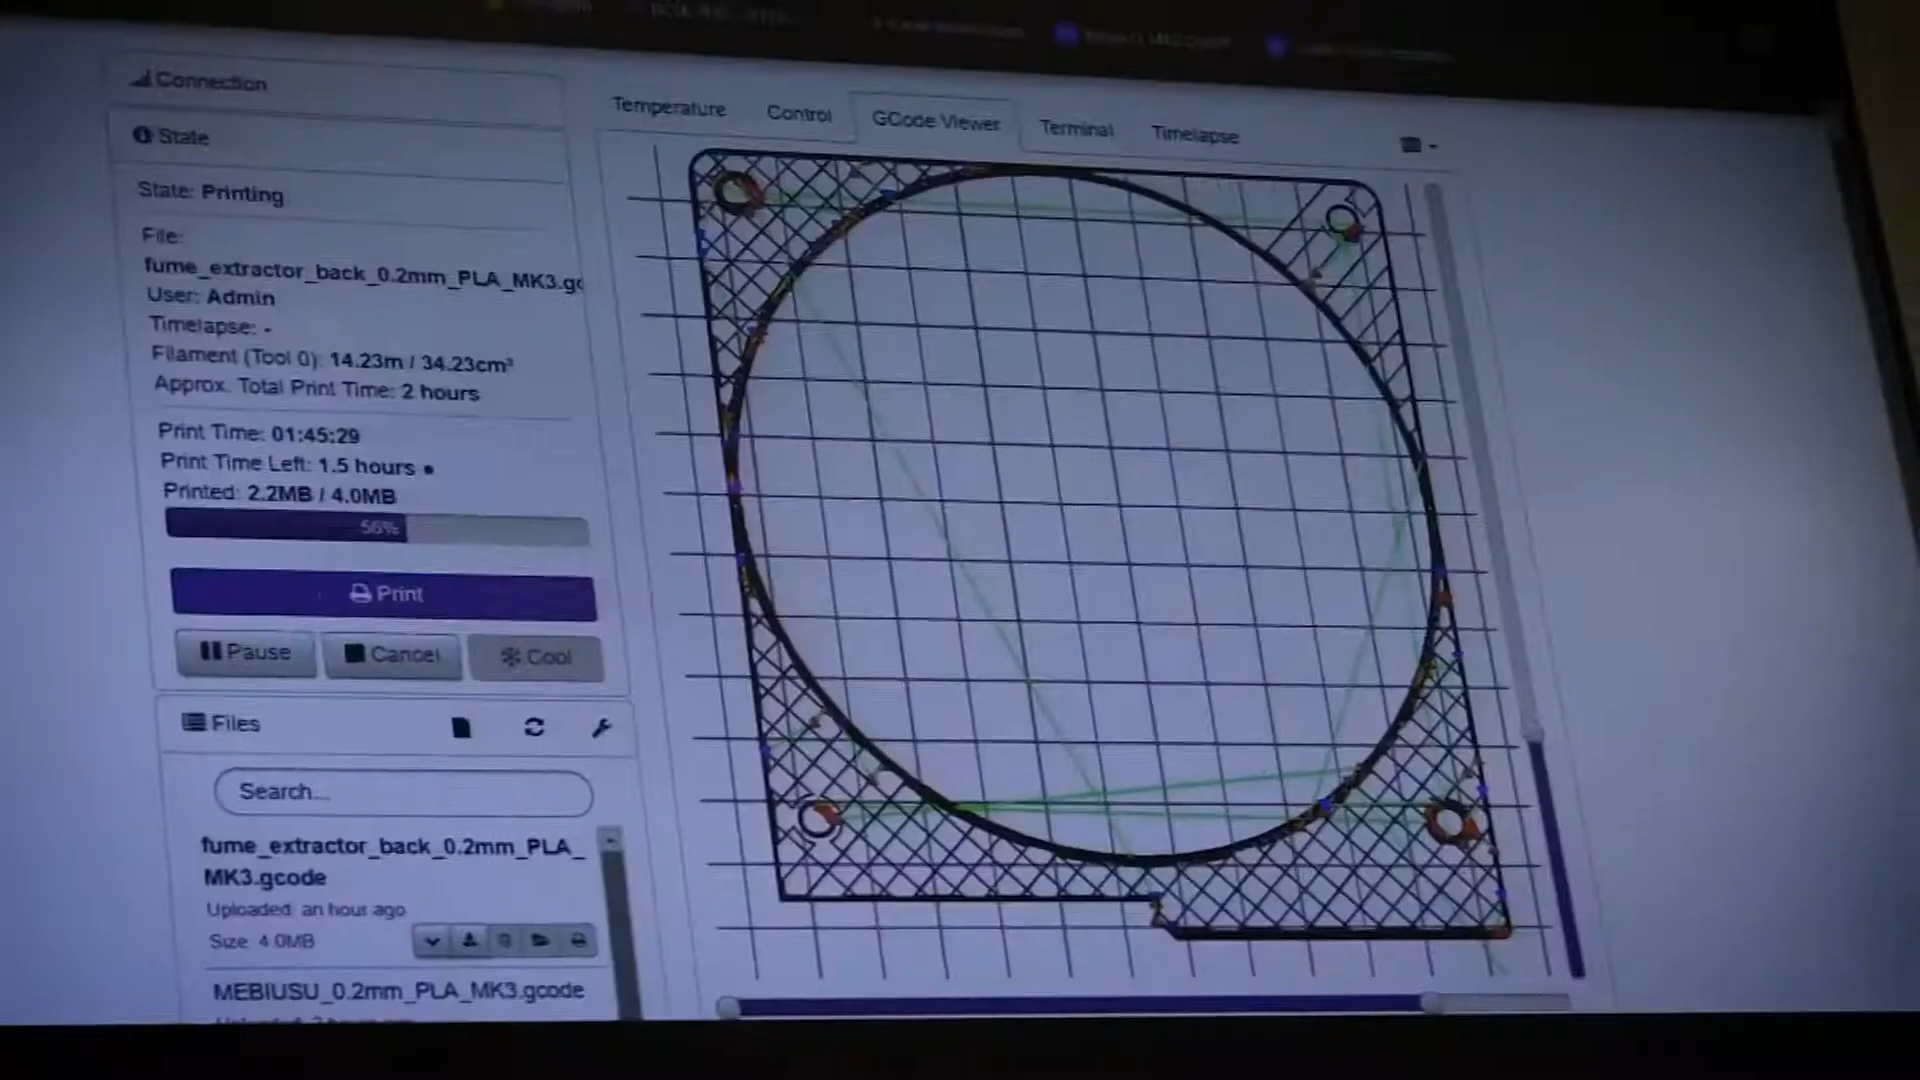 Connection
State
State: Printing
File:
fume_extractor_back_0.2mm_PLA_MK3.gc
User: Admin
Timelapse: -
Filament (Tool 0): 14.23m / 34.23cm³
Approx. Total Print Time: 2 hours
Print Time: 01:45:29
Print Time Left: 1.5 hours
Printed: 2.2MB / 4.0MB
56%
Print
Pause Cancel Cool
Files
Search...
fume_extractor_back_0.2mm_PLA_
MK3.gcode
Uploaded: an hour ago
Size: 4.0MB
MEBIUSU_0.2mm_PLA_MK3.gcode
Temperature Control GCode Viewer Terminal Timelapse